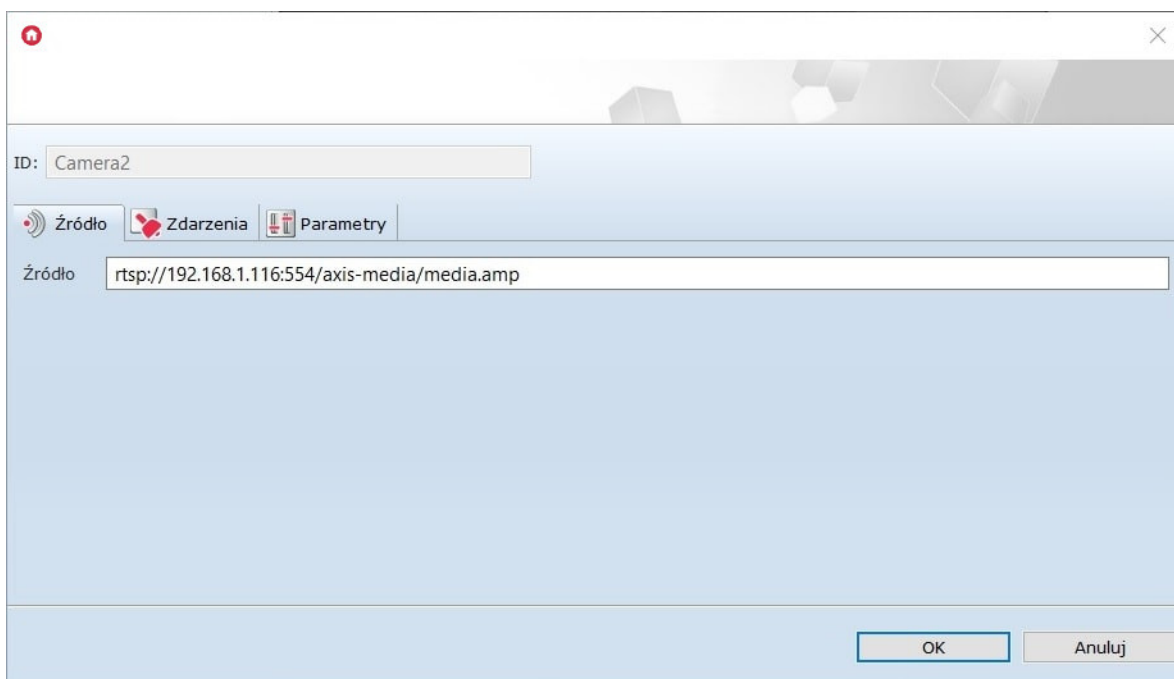 ID: Camera2
Źródło Zdarzenia Parametry
Źródło rtsp://192.168.1.116:554/axis-media/media.amp
OK Anuluj